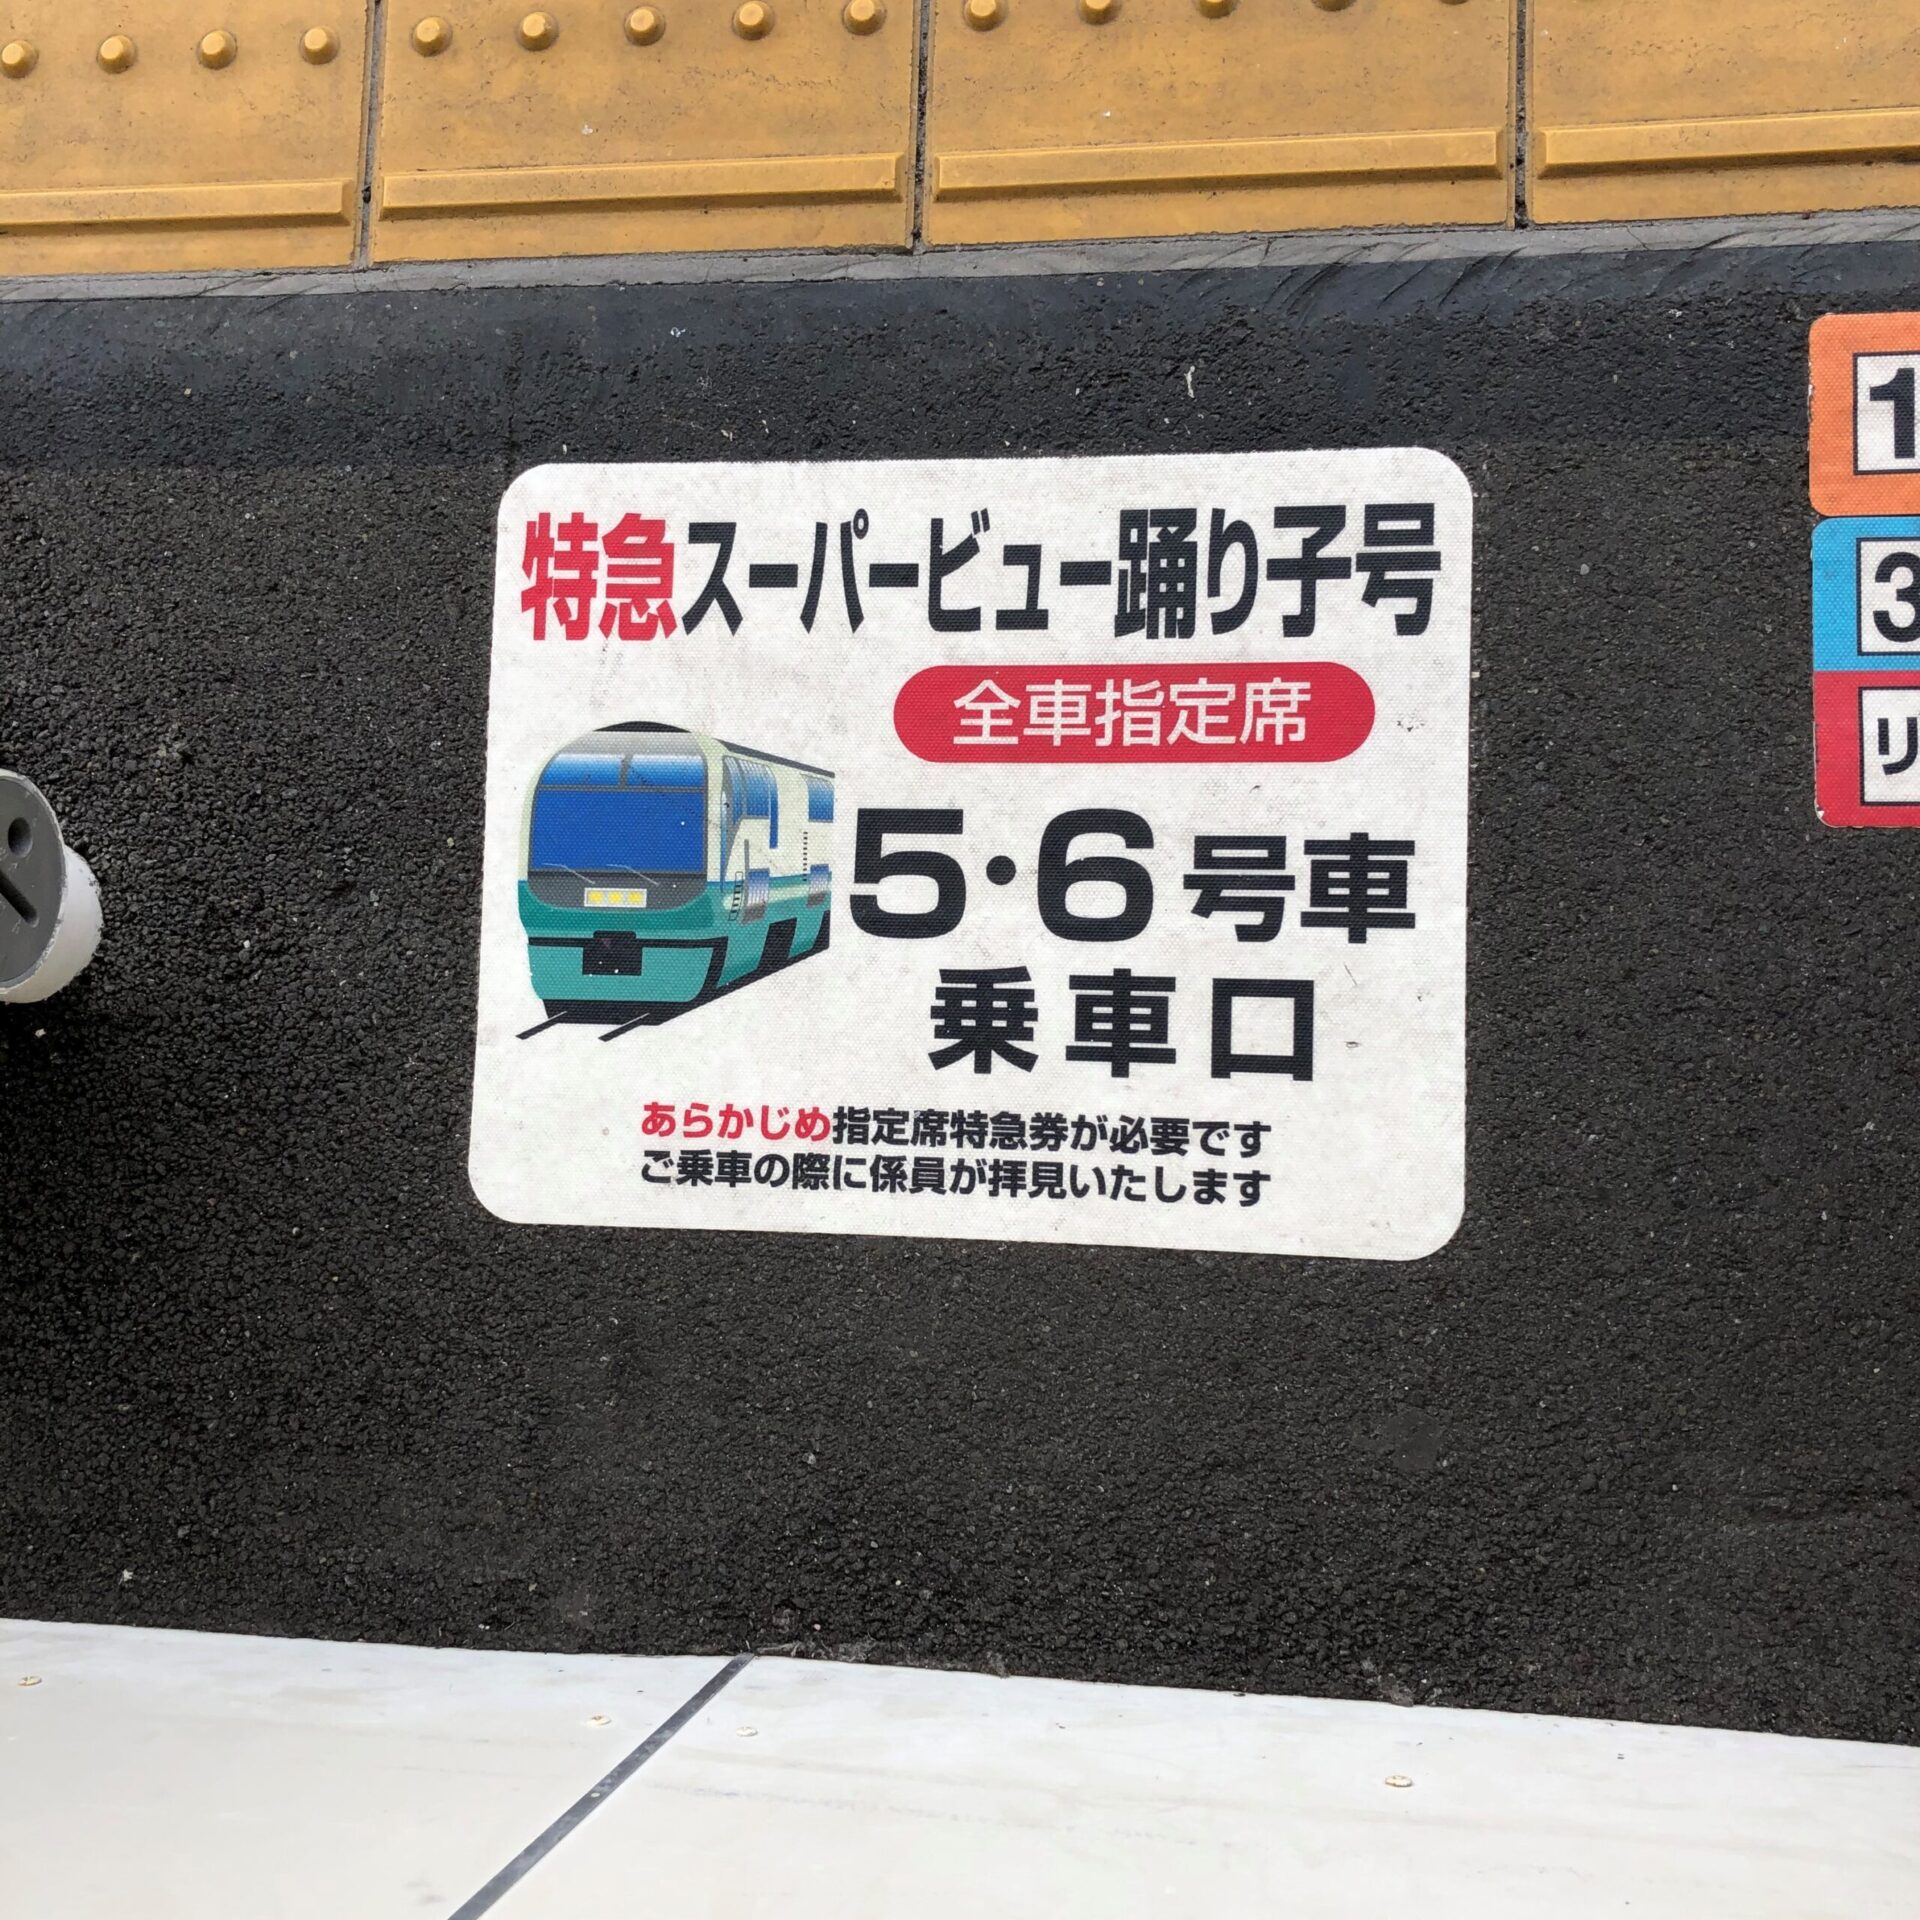 特急スーパービュー踊り子号
全車指定席
5・6号車
乗車口
あらかじめ指定席特急券が必要です
ご乗車の際に係員が拝見いたします
1
3
リ